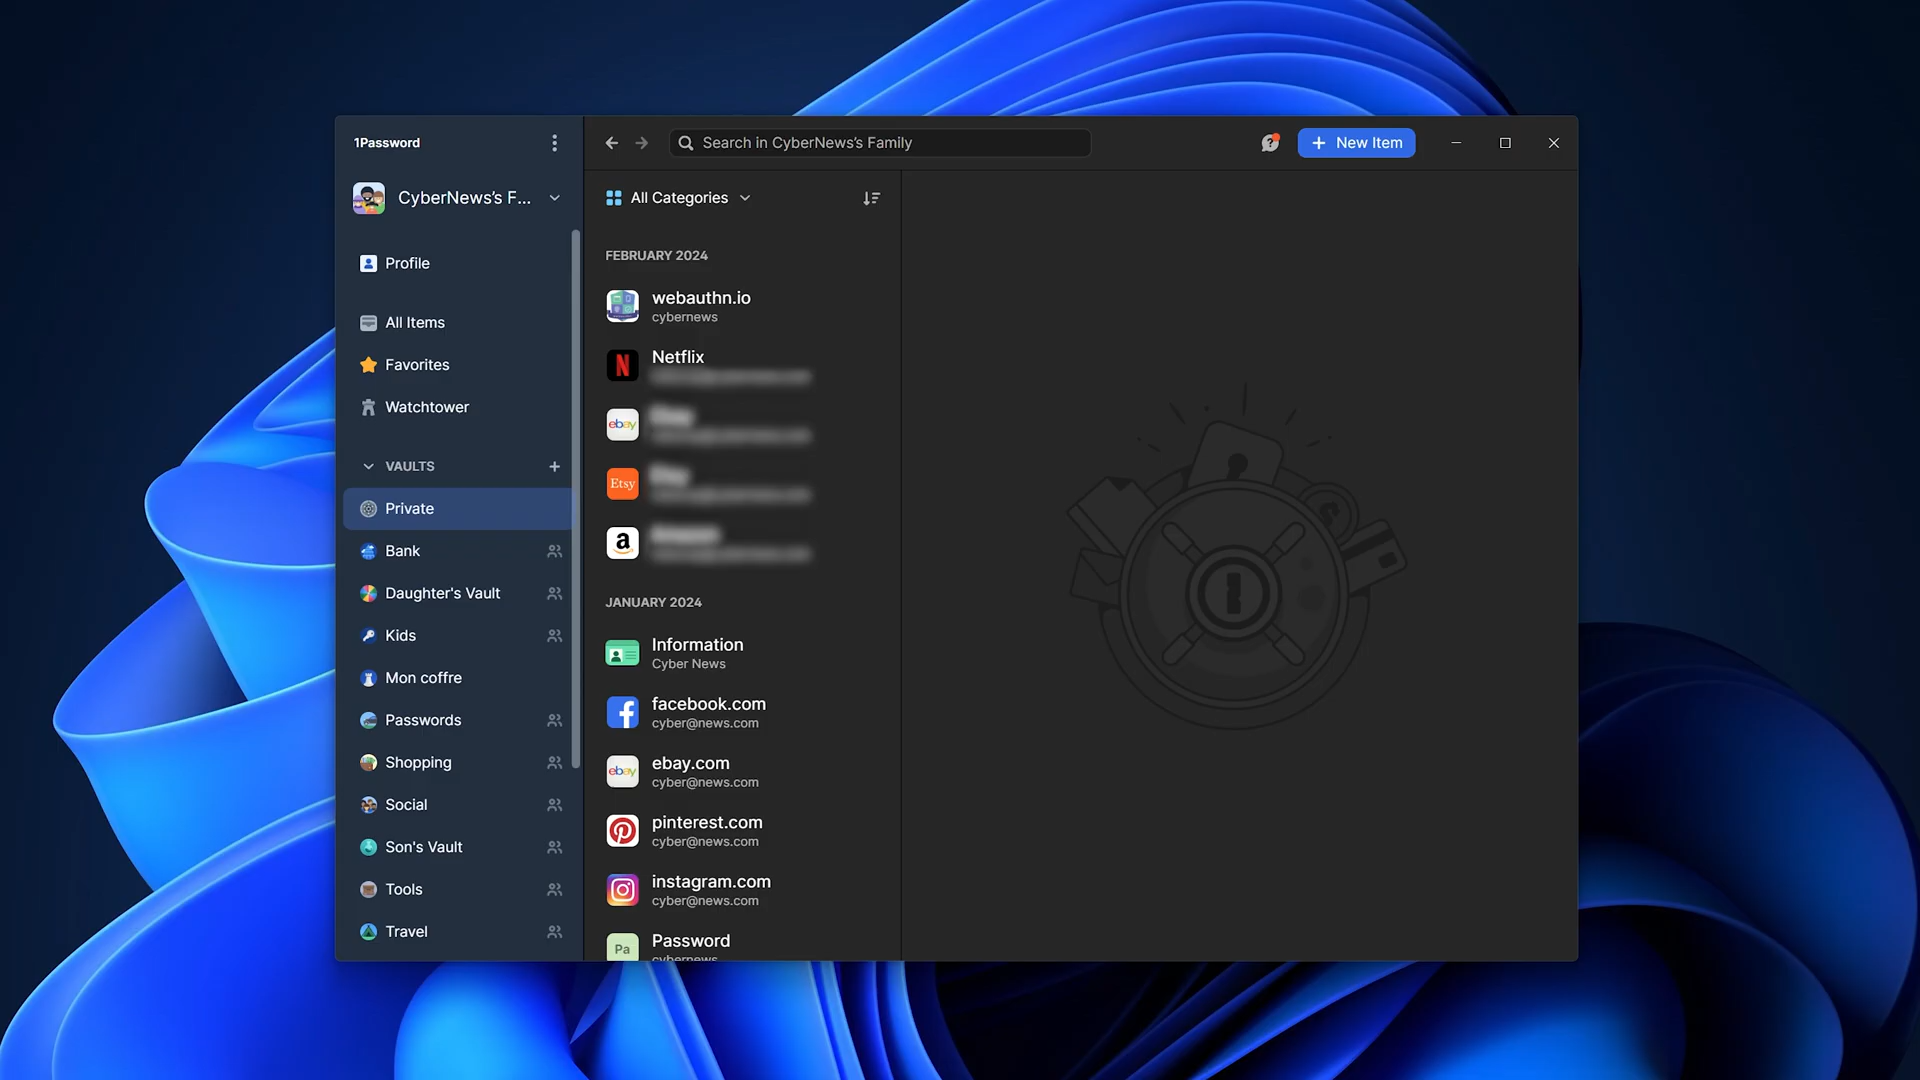 1Password
Search in CyberNews's Family
New Item
CyberNews’s F...
Profile
All Items
Favorites
Watchtower
VAULTS
Private
Bank
Daughter's Vault
Kids
Mon coffre
Passwords
Shopping
Social
Son's Vault
Tools
Travel
All Categories
FEBRUARY 2024
webauthn.io
cybernews
N
Netflix
ebay
Etsy
a
JANUARY 2024
Information
Cyber News
facebook.com
cyber@news.com
ebay
ebay.com
cyber@news.com
pinterest.com
cyber@news.com
instagram.com
cyber@news.com
Pa
Password
cybernews